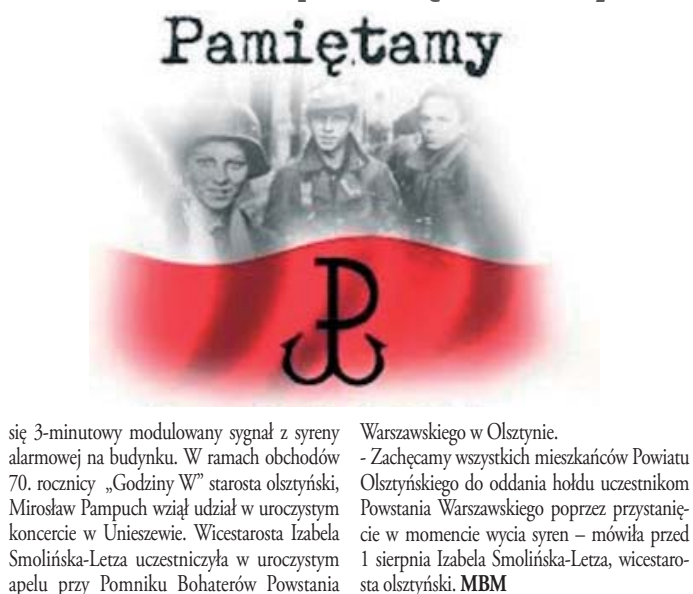 Pamiętamy
się 3-minutowy modulowany sygnał z syreny
alarmowej na budynku. W ramach obchodów
70. rocznicy „Godziny W” starosta olsztyński,
Mirosław Pampuch wziął udział w uroczystym
koncercie w Unieszewie. Wicestarosta Izabela
Smolińska-Letza uczestniczyła w uroczystym
apelu przy Pomniku Bohaterów Powstania
Warszawskiego w Olsztynie.
- Zachęcamy wszystkich mieszkańców Powiatu
Olsztyńskiego do oddania hołdu uczestnikom
Powstania Warszawskiego poprzez przystanię-
cie w momencie wycia syren – mówiła przed
1 sierpnia Izabela Smolińska-Letza, wicestaro-
sta olsztyński. MBM